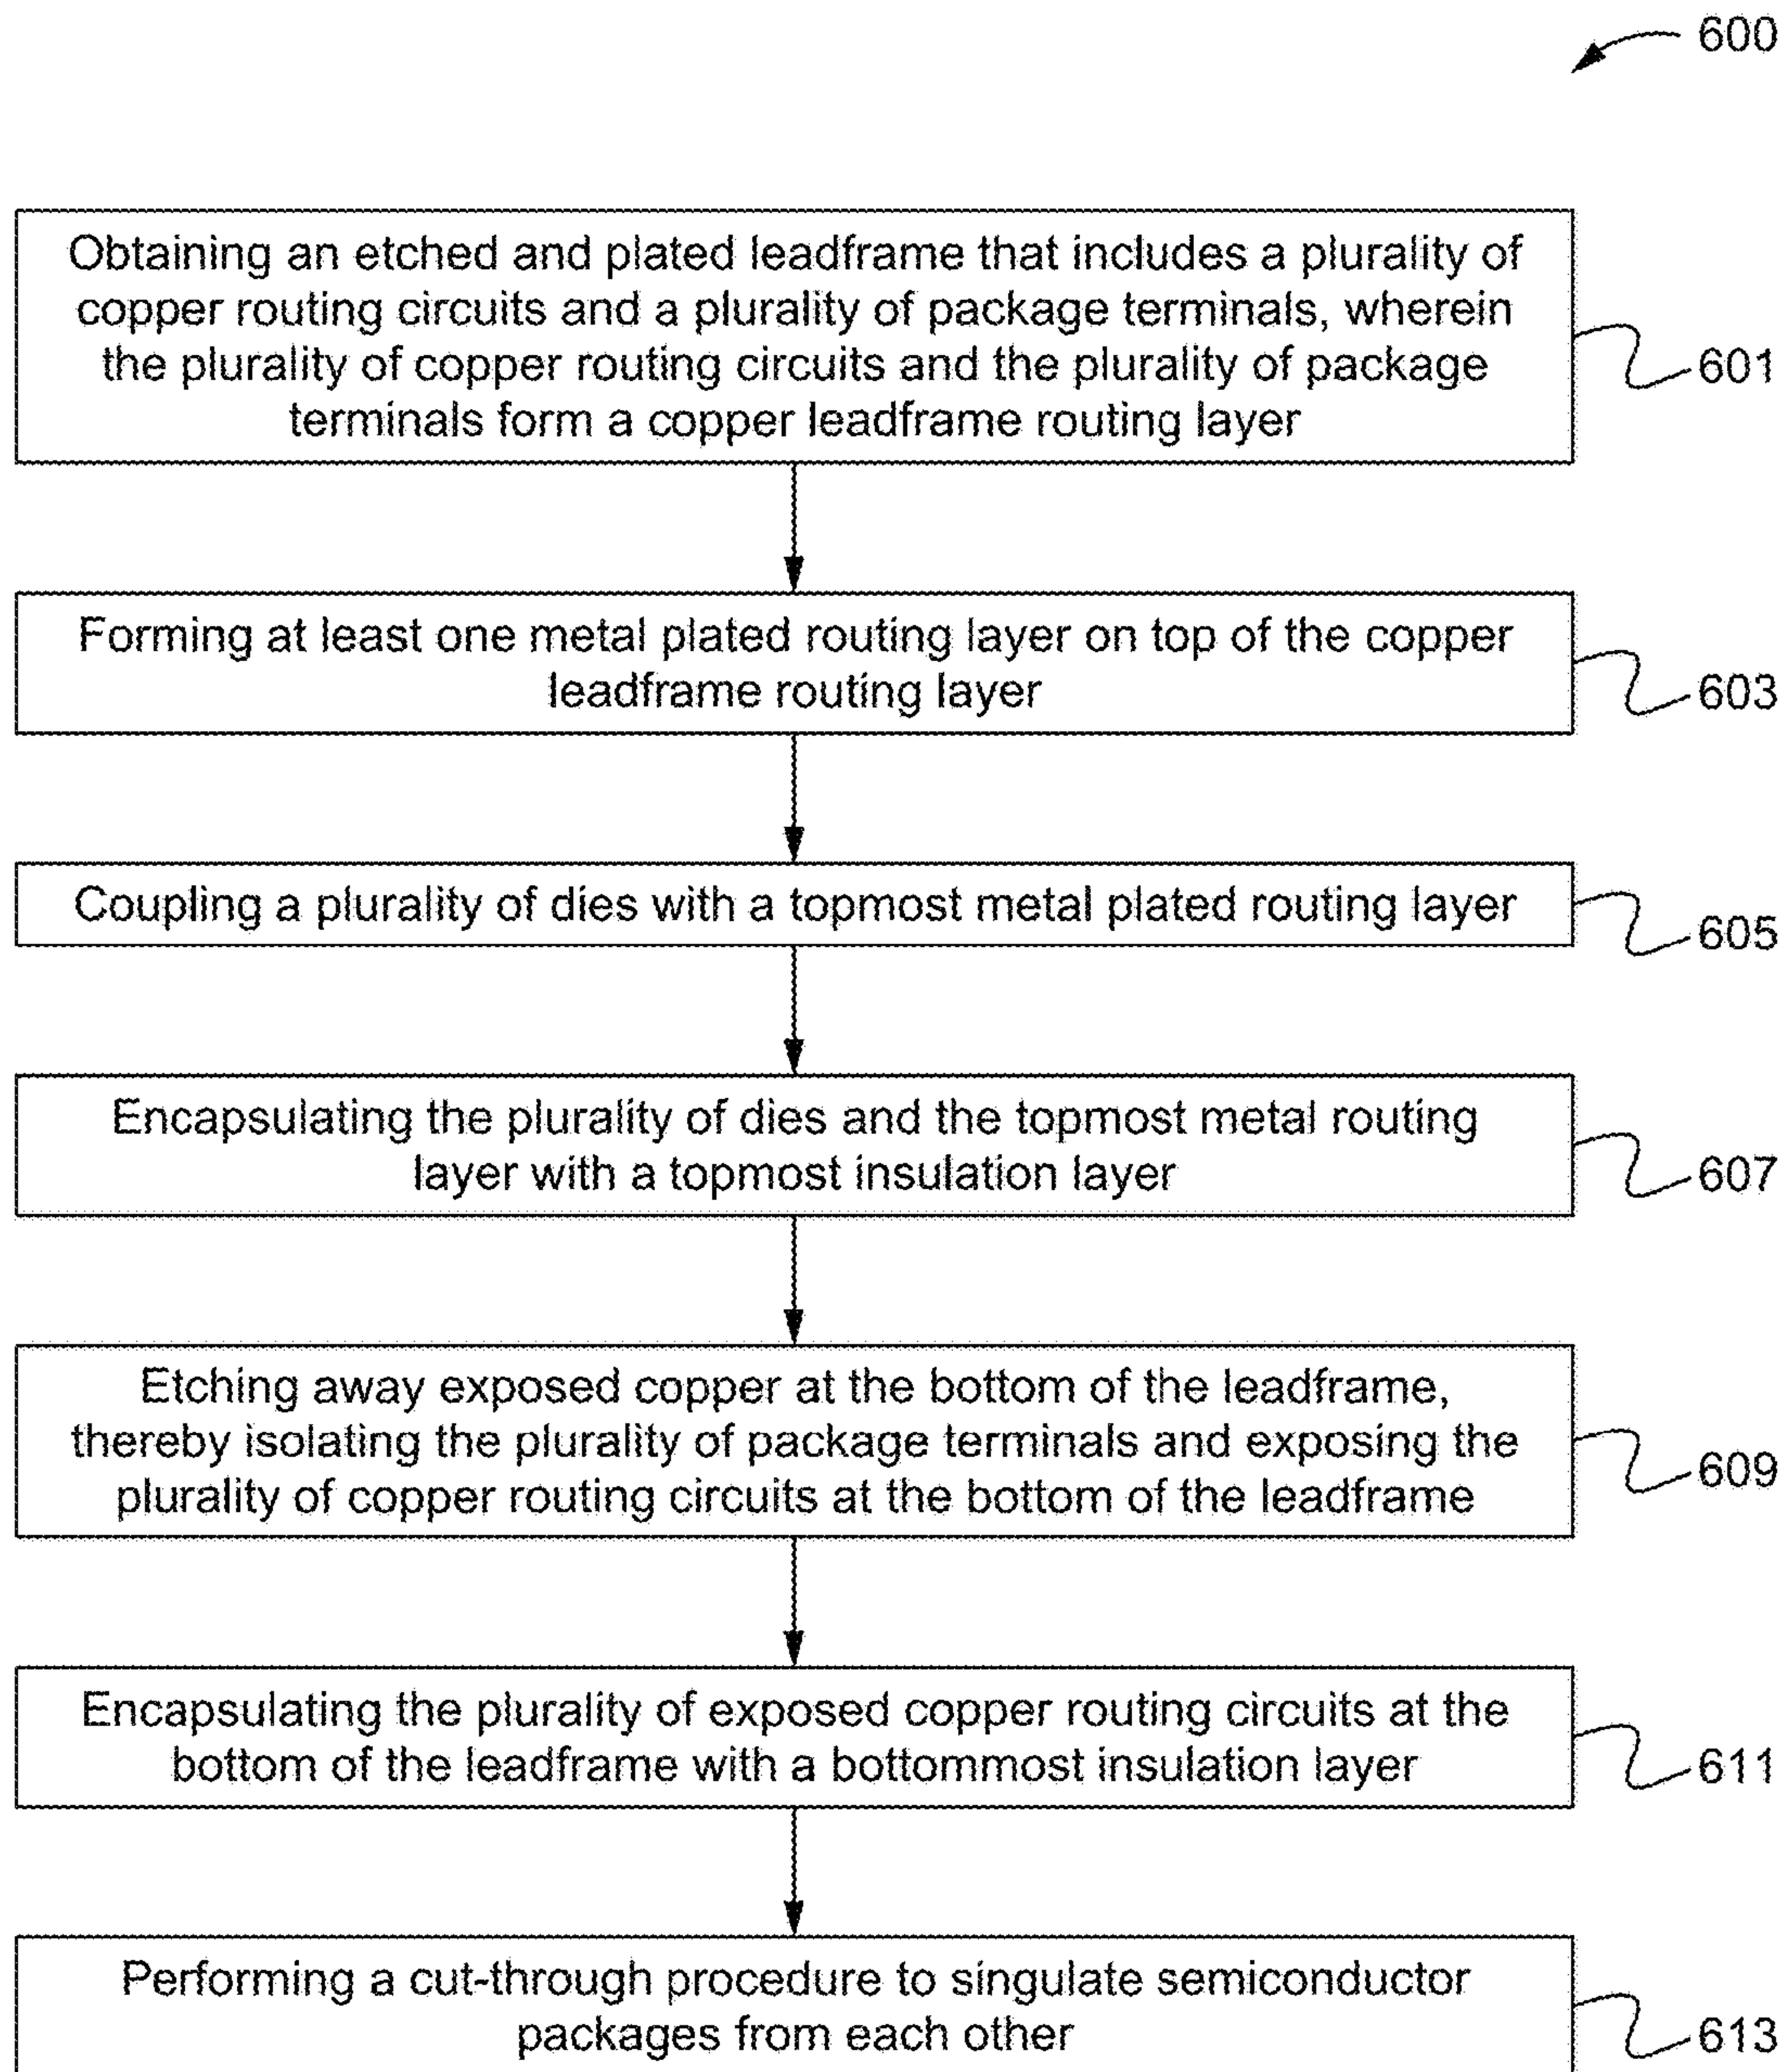 600
Obtaining an etched and plated leadframe that includes a plurality of
copper routing circuits and a plurality of package terminals, wherein
the plurality of copper routing circuits and the plurality of package
terminals form a copper leadframe routing layer
601
Forming at least one metal plated routing layer on top of the copper
leadframe routing layer
603
Coupling a plurality of dies with a topmost metal plated routing layer
605
Encapsulating the plurality of dies and the topmost metal routing
layer with a topmost insulation layer
607
Etching away exposed copper at the bottom of the leadframe,
thereby isolating the plurality of package terminals and exposing the
plurality of copper routing circuits at the bottom of the leadframe
609
Encapsulating the plurality of exposed copper routing circuits at the
bottom of the leadframe with a bottommost insulation layer
611
Performing a cut-through procedure to singulate semiconductor
packages from each other
613